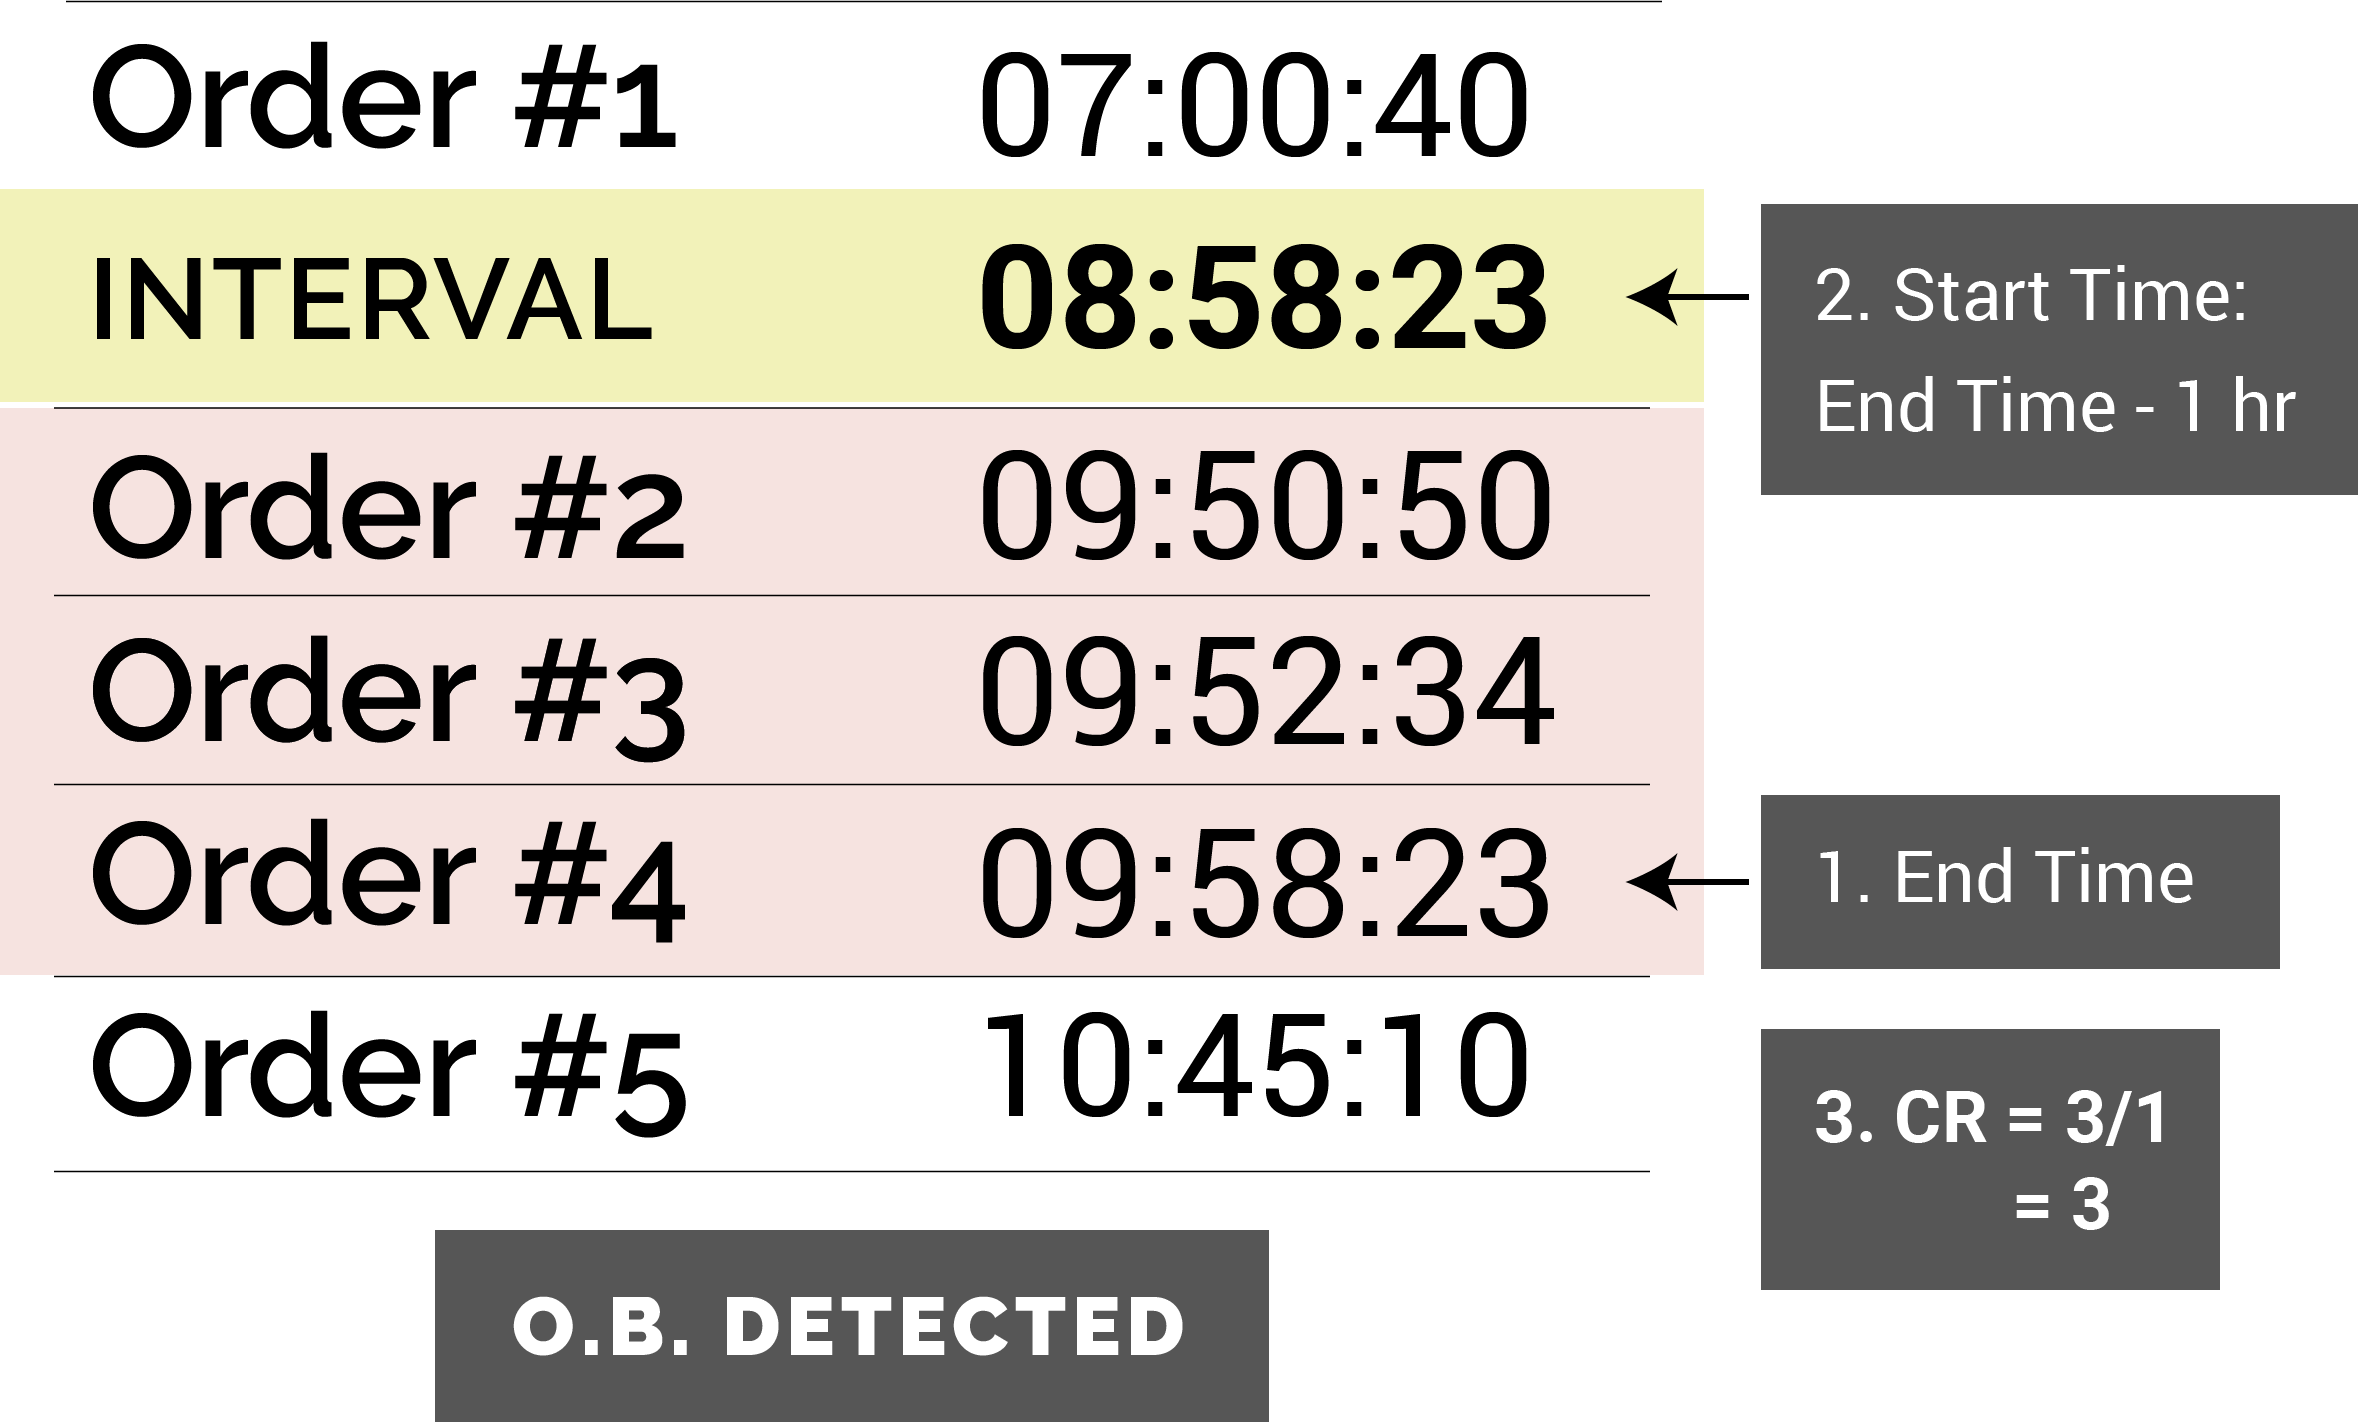 Order #1 07:00:40
INTERVAL 08:58:23
2. Start Time:
End Time - 1 hr
Order #2 09:50:50
Order #3 09:52:34
Order #4 09:58:23
1. End Time
Order #5 10:45:10
3. CR = 3/1
= 3
O.B. DETECTED